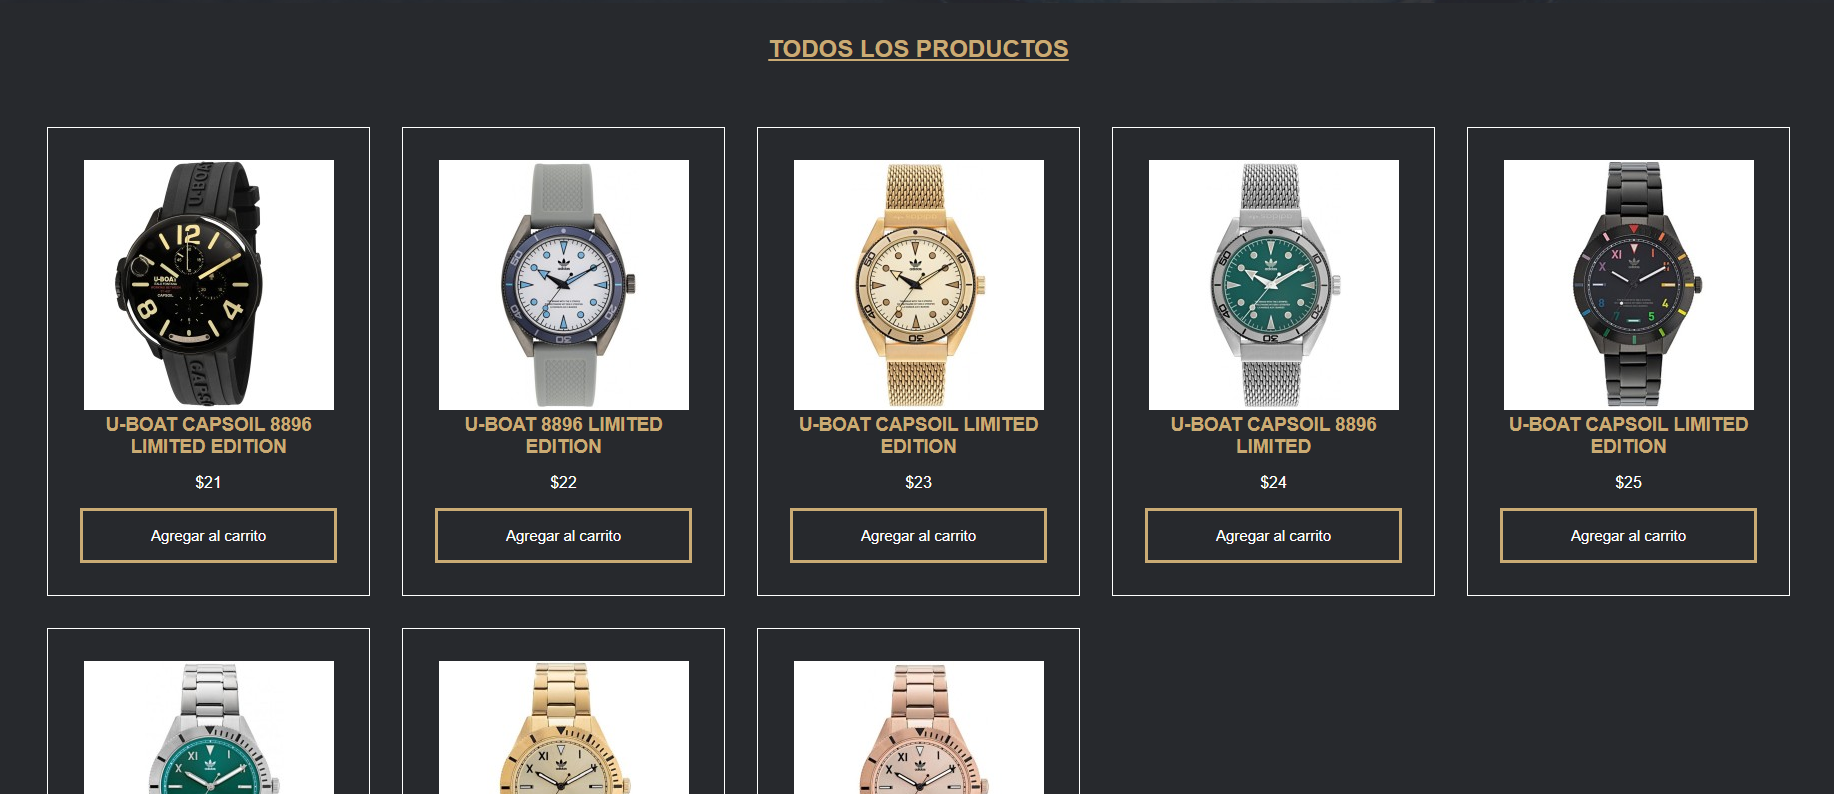 TODOS LOS PRODUCTOS
U-BOAT CAPSOIL 8896
LIMITED EDITION
$21
Agregar al carrito
U-BOAT 8896 LIMITED
EDITION
$22
Agregar al carrito
U-BOAT CAPSOIL LIMITED
EDITION
$23
Agregar al carrito
U-BOAT CAPSOIL 8896
LIMITED
$24
Agregar al carrito
U-BOAT CAPSOIL LIMITED
EDITION
$25
Agregar al carrito